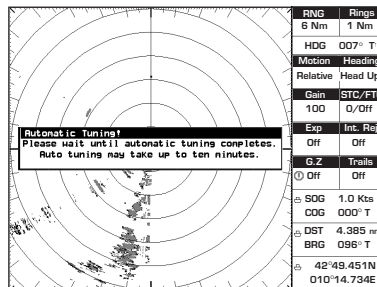 RNG Rings
6 Nm 1 Nm
HDG 007° T
Motion Heading
Relative Head Up
Gain STC/FT
100 0/Off
Exp Int. Rej
Off Off
G.Z Trails
Off Off
SOG 1.0 Kts
COG 000° T
DST 4.385 nm
BRG 096° T
42°49.451N
010°14.734E
Automatic Tuning!
Please wait until automatic tuning completes.
Auto tuning may take up to ten minutes.